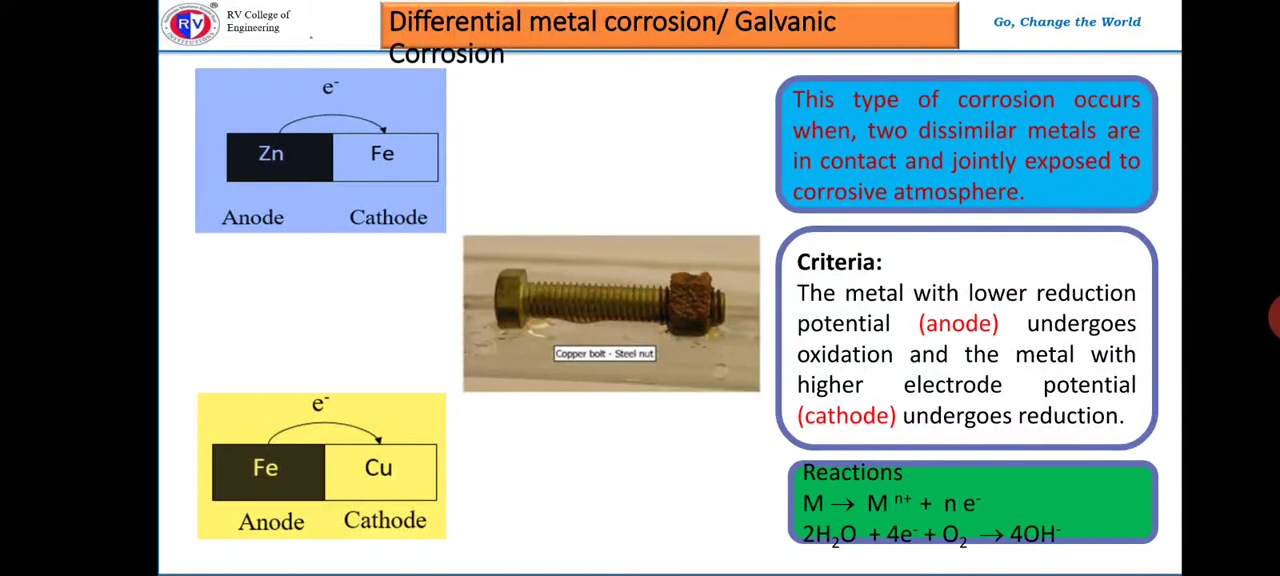 RV College of
Engineering
Differential metal corrosion/ Galvanic
Corrosion
Go, Change the World
e-
Zn
Fe
Anode
Cathode
This type of corrosion occurs
when, two dissimilar metals are
in contact and jointly exposed to
corrosive atmosphere.
Copper bolt - Steel nut
Criteria:
The metal with lower reduction
potential (anode) undergoes
oxidation and the metal with
higher electrode potential
(cathode) undergoes reduction.
e-
Fe
Cu
Anode
Cathode
Reactions
M → M n+ + n e-
2H2O + 4e- + O2 → 4OH-